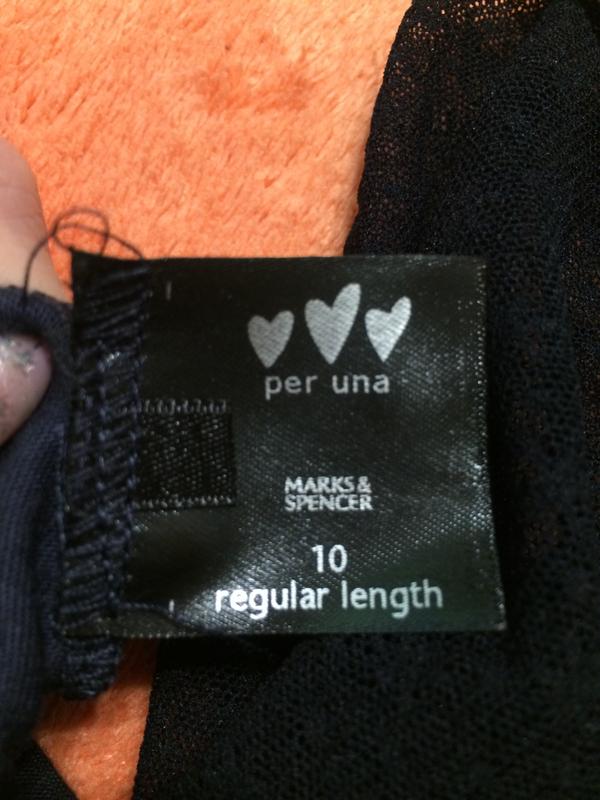 per una
MARKS &
SPENCER
10
regular length